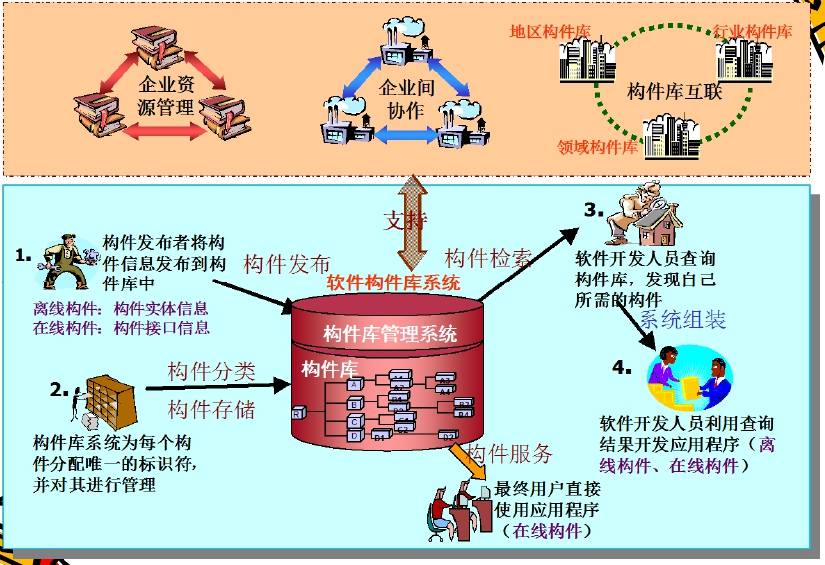 地区构件库
行业构件库
企业资
源管理
企业间
协作
构件库互联
领域构件库
支持
1.
构件发布者将构
件信息发布到构
件库中
离线构件：构件实体信息
在线构件：构件接口信息
构件发布
软件构件库系统
构件检索
3.
软件开发人员查询
构件库，发现自己
所需的构件
系统组装
构件库管理系统
构件库
R
A
B
C
D
2.
构件分类
构件存储
构件库系统为每个构
件分配唯一的标识符，
并对其进行管理
4.
软件开发人员利用查询
结果开发应用程序（离
线构件、在线构件）
构件服务
最终用户直接
使用应用程序
（在线构件）